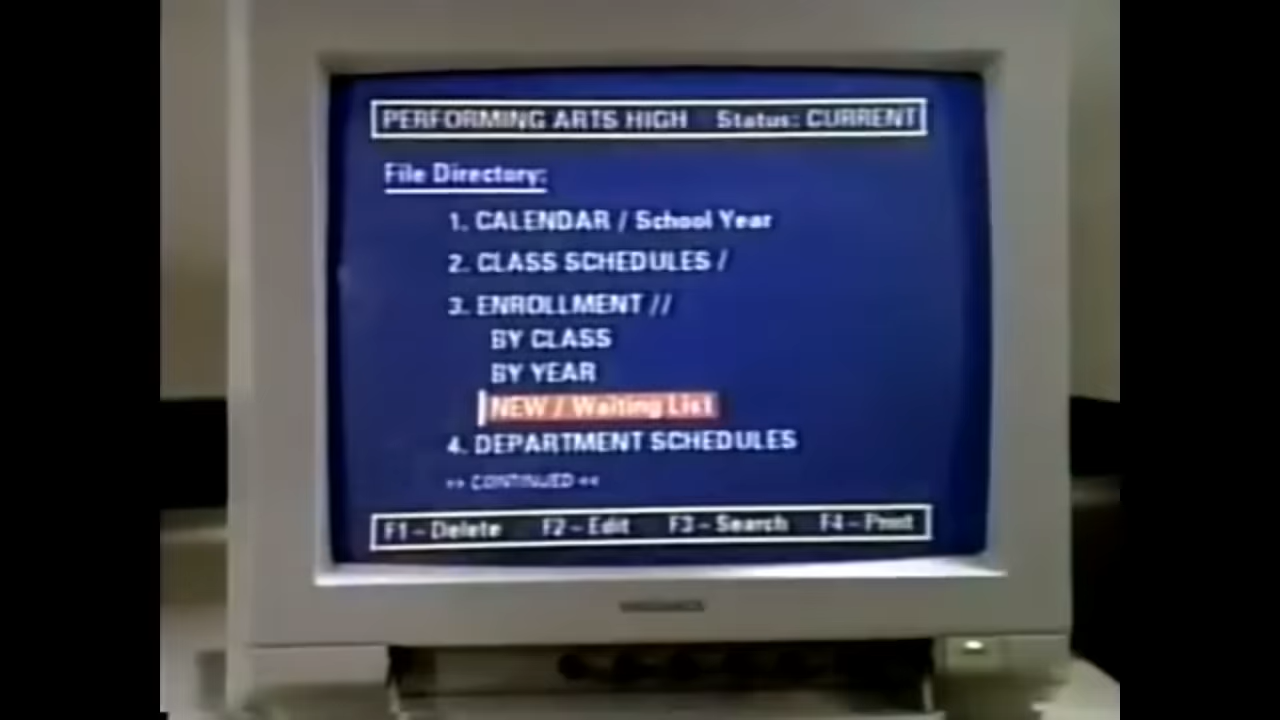 PERFORMING ARTS HIGH Status: CURRENT
File Directory:
1. CALENDAR / School Year
2. CLASS SCHEDULES /
3. ENROLLMENT //
BY CLASS
BY YEAR
NEW / Waiting List
4. DEPARTMENT SCHEDULES
>> CONTINUED <<
F1 - Delete F2 - Edit F3 - Search F4 - Print